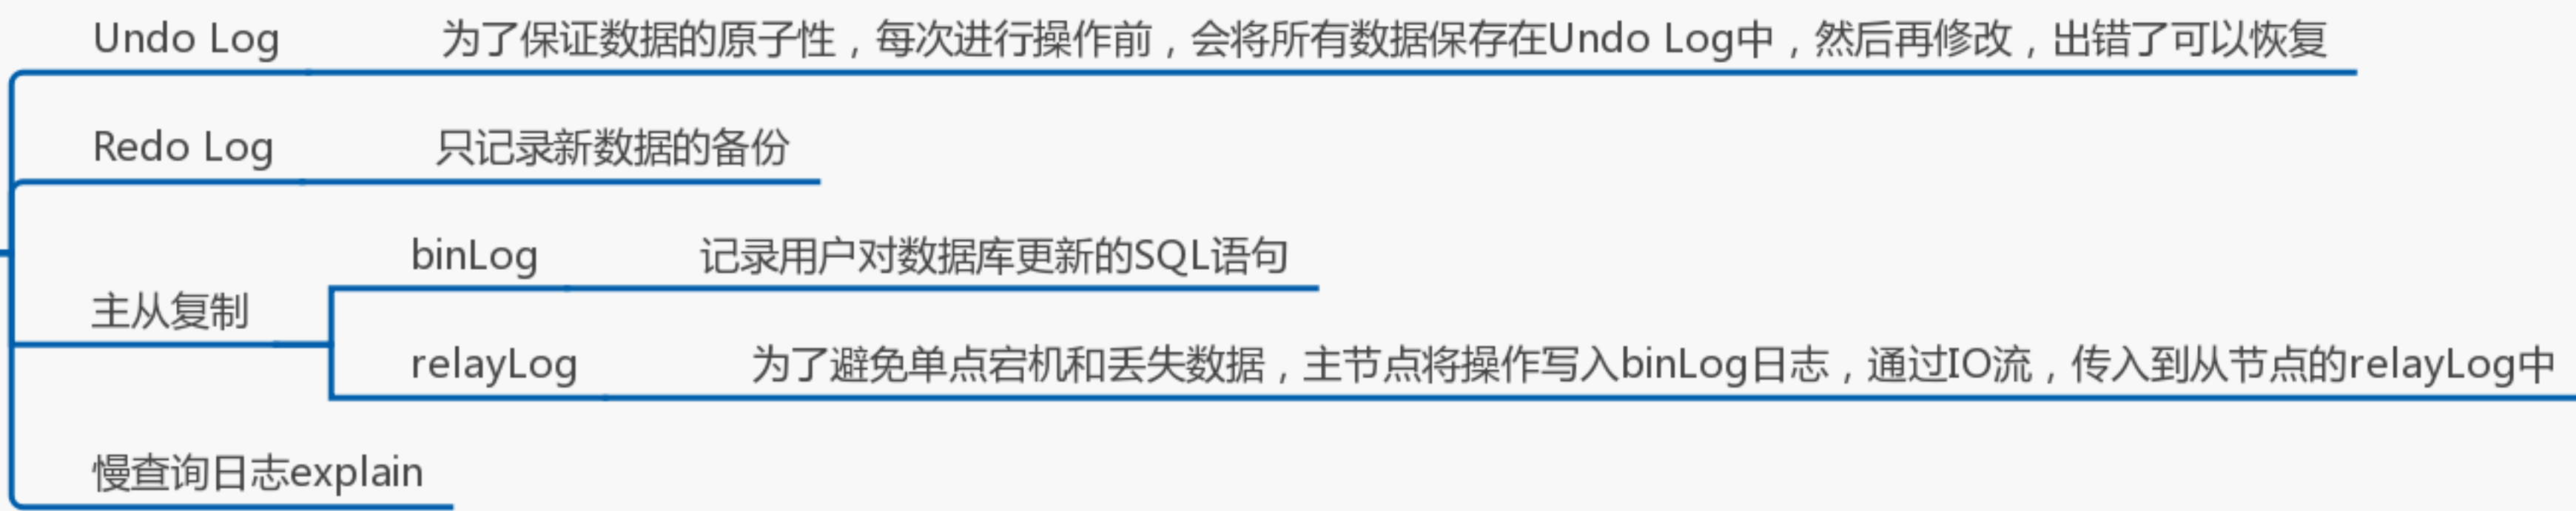 Undo Log 为了保证数据的原子性，每次进行操作前，会将所有数据保存在Undo Log中，然后再修改，出错了可以恢复
Redo Log 只记录新数据的备份
binLog 记录用户对数据库更新的SQL语句
主从复制
relayLog 为了避免单点宕机和丢失数据，主节点将操作写入binLog日志，通过IO流，传入到从节点的relayLog中
慢查询日志explain